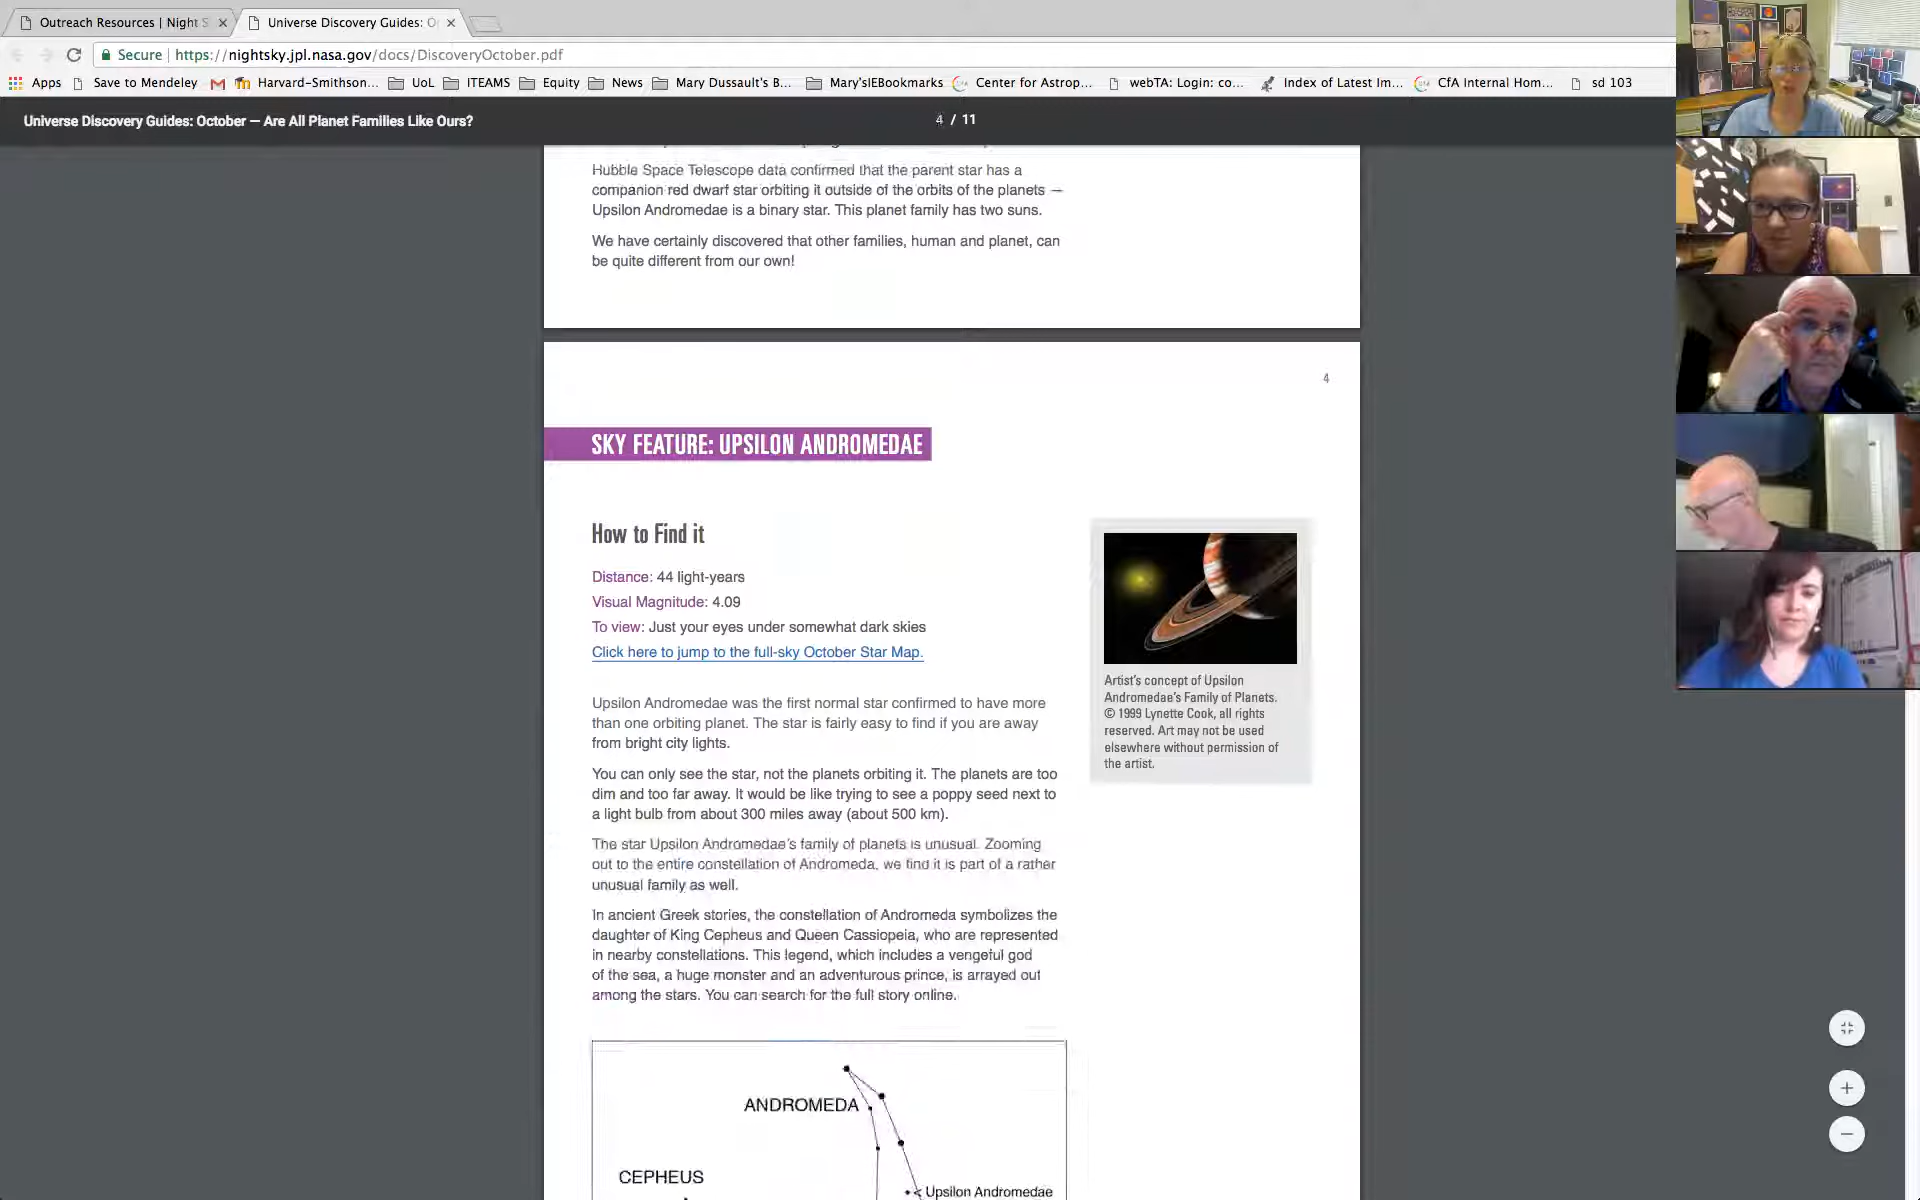 Outreach Resources | Night S
Universe Discovery Guides: O
Secure | https://nightsky.jpl.nasa.gov/docs/DiscoveryOctober.pdf
Apps Save to Mendeley Harvard–Smithson... UoL ITEAMS Equity News Mary Dussault's B... Mary'sIEBookmarks Center for Astrop... webTA: Login: co... Index of Latest Im... CfA Internal Hom... sd 103
Universe Discovery Guides: October — Are All Planet Families Like Ours?
4 / 11
Hubble Space Telescope data confirmed that the parent star has a
companion red dwarf star orbiting it outside of the orbits of the planets —
Upsilon Andromedae is a binary star. This planet family has two suns.
We have certainly discovered that other families, human and planet, can
be quite different from our own!
4
SKY FEATURE: UPSILON ANDROMEDAE
How to Find it
Distance: 44 light-years
Visual Magnitude: 4.09
To view: Just your eyes under somewhat dark skies
Click here to jump to the full-sky October Star Map.
Upsilon Andromedae was the first normal star confirmed to have more
than one orbiting planet. The star is fairly easy to find if you are away
from bright city lights.
You can only see the star, not the planets orbiting it. The planets are too
dim and too far away. It would be like trying to see a poppy seed next to
a light bulb from about 300 miles away (about 500 km).
The star Upsilon Andromedae's family of planets is unusual. Zooming
out to the entire constellation of Andromeda, we find it is part of a rather
unusual family as well.
In ancient Greek stories, the constellation of Andromeda symbolizes the
daughter of King Cepheus and Queen Cassiopeia, who are represented
in nearby constellations. This legend, which includes a vengeful god
of the sea, a huge monster and an adventurous prince, is arrayed out
among the stars. You can search for the full story online.
Artist's concept of Upsilon
Andromedae's Family of Planets.
© 1999 Lynette Cook, all rights
reserved. Art may not be used
elsewhere without permission of
the artist.
ANDROMEDA
CEPHEUS
< Upsilon Andromedae